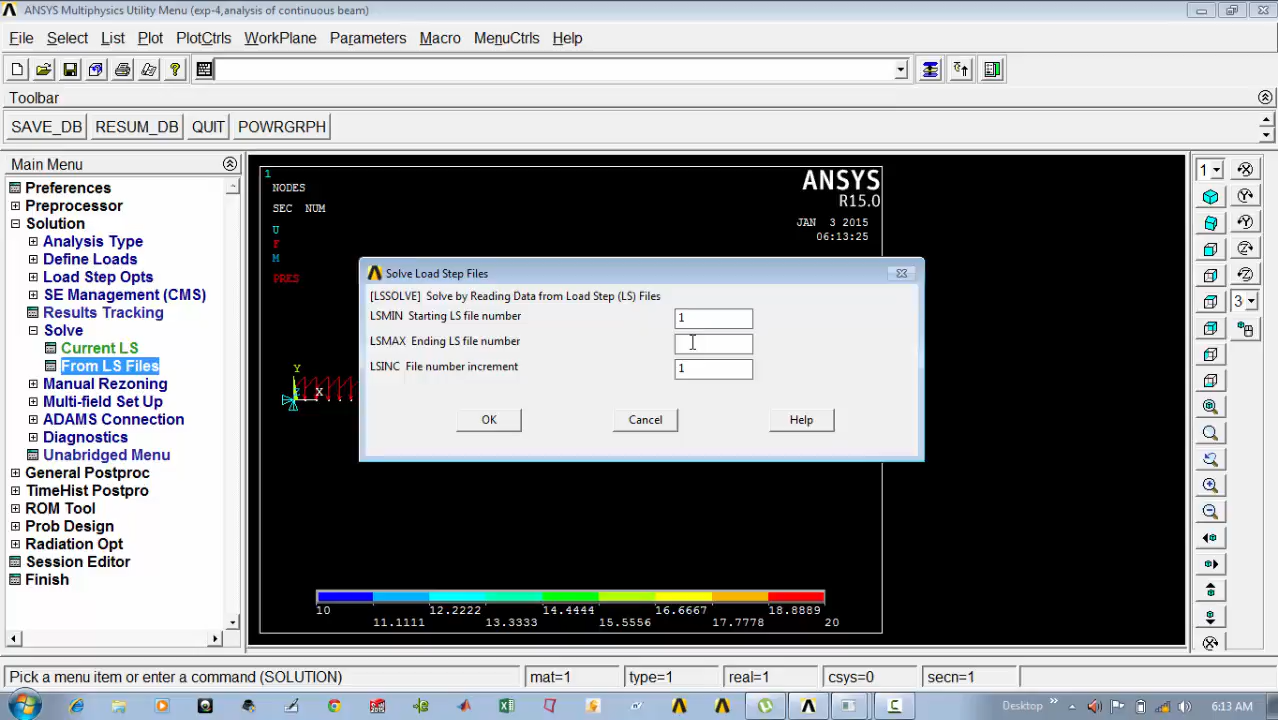 ANSYS Multiphysics Utility Menu (exp-4,analysis of continuous beam)
File Select List Plot PlotCtrls WorkPlane Parameters Macro MenuCtrls Help
Toolbar
SAVE_DB RESUM_DB QUIT POWRGRPH
Main Menu
Preferences
Preprocessor
Solution
Analysis Type
Define Loads
Load Step Opts
SE Management (CMS)
Results Tracking
Solve
Current LS
From LS Files
Manual Rezoning
Multi-field Set Up
ADAMS Connection
Diagnostics
Unabridged Menu
General Postproc
TimeHist Postpro
ROM Tool
Prob Design
Radiation Opt
Session Editor
Finish
1
NODES
SEC NUM
U
F
M
PRES
ANSYS
R15.0
JAN 3 2015
06:13:25
Y
X
Solve Load Step Files
[LSSOLVE] Solve by Reading Data from Load Step (LS) Files
LSMIN Starting LS file number 1
LSMAX Ending LS file number
LSINC File number increment 1
OK Cancel Help
10 12.2222 14.4444 16.6667 18.8889
11.1111 13.3333 15.5556 17.7778 20
1
3
Pick a menu item or enter a command (SOLUTION) mat=1 type=1 real=1 csys=0 secn=1
Desktop 6:13 AM